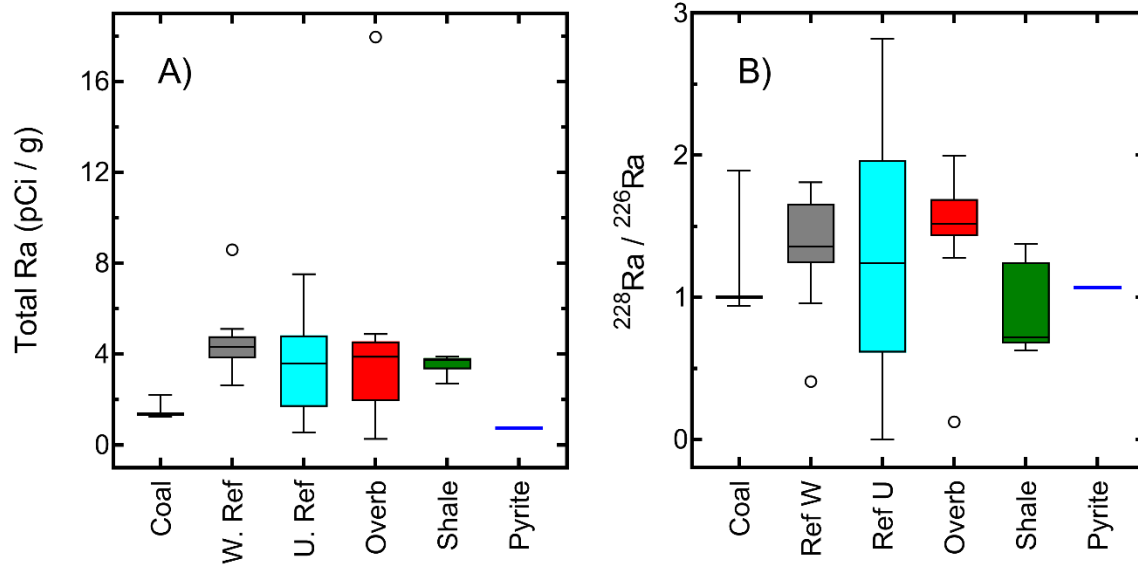 A)
Total Ra (pCi / g)
16
12
8
4
0
Coal
W. Ref
U. Ref
Overb
Shale
Pyrite
B)
²²⁸Ra / ²²⁶Ra
3
2
1
0
Coal
Ref W
Ref U
Overb
Shale
Pyrite